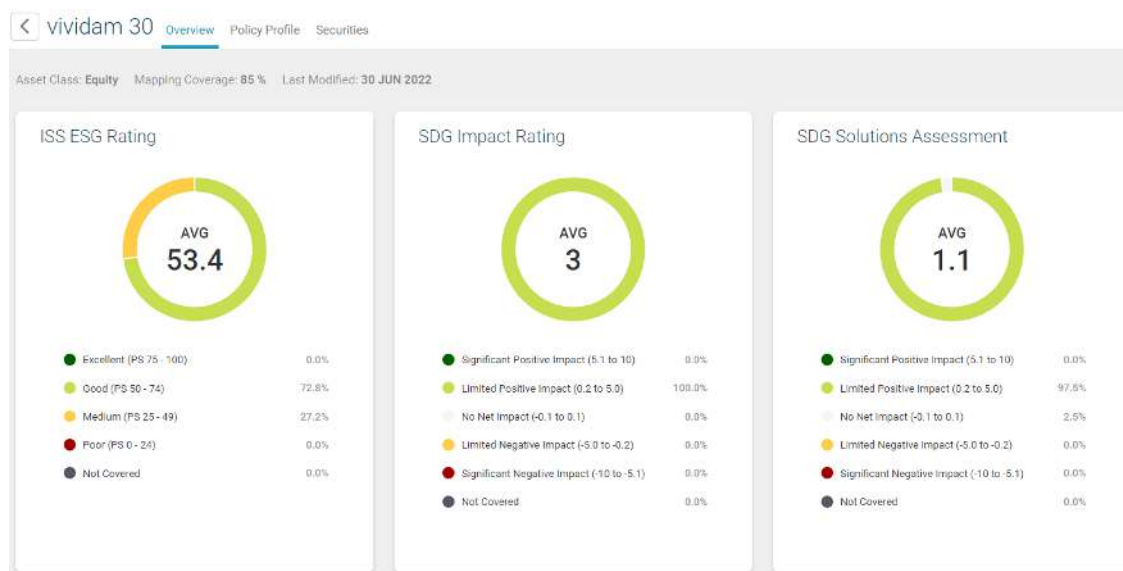 vividam 30 Overview Policy Profile Securities
Asset Class: Equity Mapping Coverage: 85 % Last Modified: 30 JUN 2022
ISS ESG Rating
AVG
53.4
Excellent (PS 75 - 100) 0.0%
Good (PS 50 - 74) 72.8%
Medium (PS 25 - 49) 27.2%
Poor (PS 0 - 24) 0.0%
Not Covered 0.0%
SDG Impact Rating
AVG
3
Significant Positive Impact (5.1 to 10) 0.0%
Limited Positive Impact (0.2 to 5.0) 100.0%
No Net Impact (-0.1 to 0.1) 0.0%
Limited Negative Impact (-5.0 to -0.2) 0.0%
Significant Negative Impact (-10 to -5.1) 0.0%
Not Covered 0.0%
SDG Solutions Assessment
AVG
1.1
Significant Positive Impact (5.1 to 10) 0.0%
Limited Positive Impact (0.2 to 5.0) 97.5%
No Net Impact (-0.1 to 0.1) 2.5%
Limited Negative Impact (-5.0 to -0.2) 0.0%
Significant Negative Impact (-10 to -5.1) 0.0%
Not Covered 0.0%